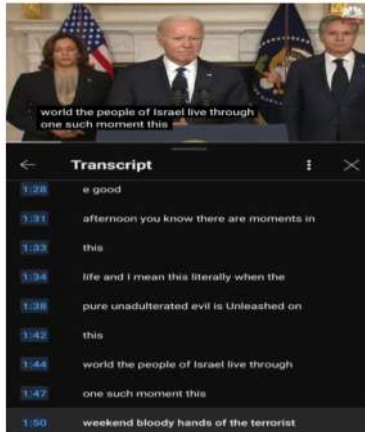 world the people of Israel live through
one such moment this
Transcript
1:28 e good
1:31 afternoon you know there are moments in
1:33 this
1:34 life and I mean this literally when the
1:38 pure unadulterated evil is Unleashed on
1:42 this
1:44 world the people of Israel live through
1:47 one such moment this
1:50 weekend bloody hands of the terrorist